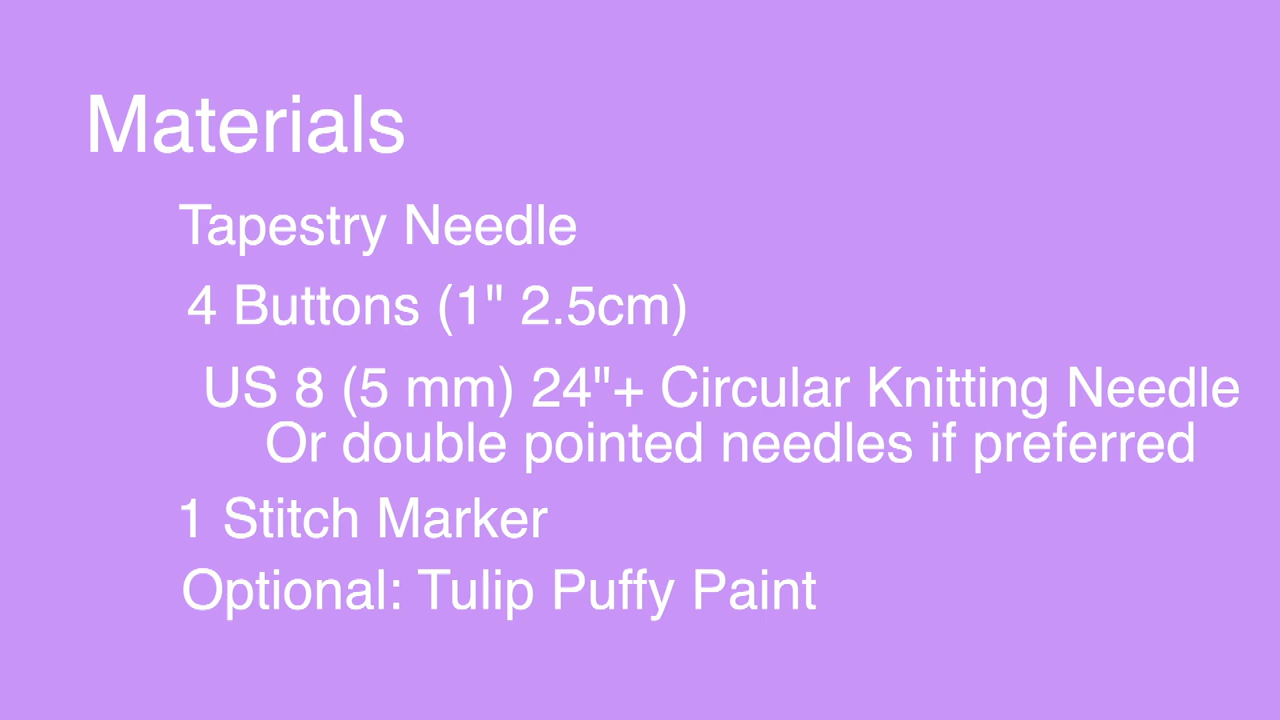 Materials
Tapestry Needle
4 Buttons (1" 2.5cm)
US 8 (5 mm) 24"+ Circular Knitting Needle
Or double pointed needles if preferred
1 Stitch Marker
Optional: Tulip Puffy Paint